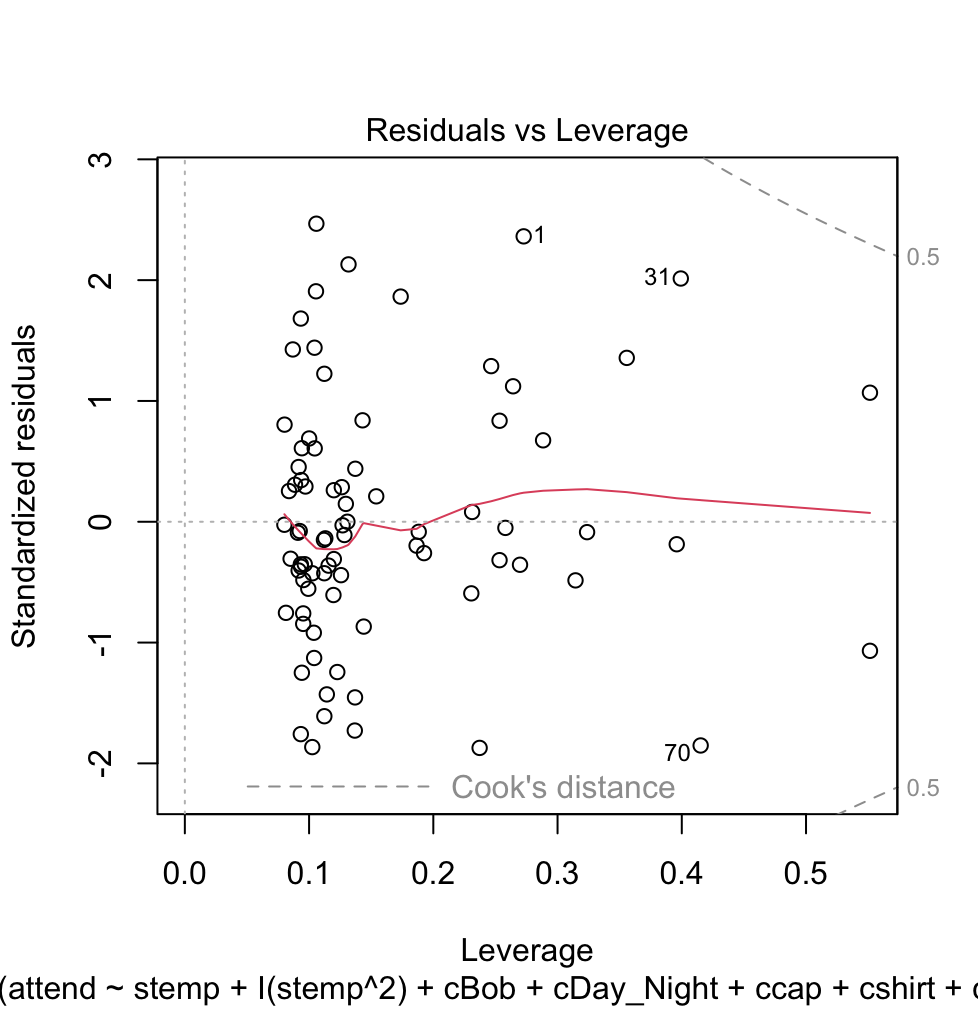 Residuals vs Leverage
3
2
1
0
-1
-2
Standardized residuals
1
31
70
0.5
0.5
Cook's distance
0.0 0.1 0.2 0.3 0.4 0.5
Leverage
(attend ~ stemp + I(stemp^2) + cBob + cDay_Night + ccap + cshirt +